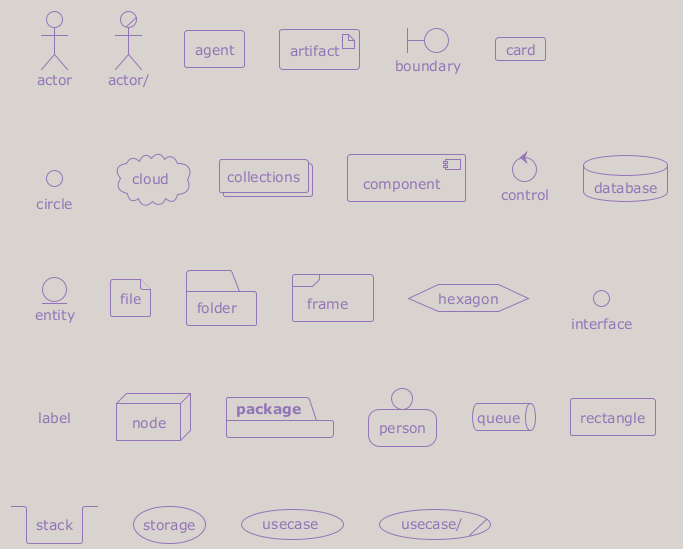 actor
actor/
agent
artifact
boundary
card
circle
cloud
collections
component
control
database
entity
file
folder
frame
hexagon
interface
label
node
package
person
queue
rectangle
stack
storage
usecase
usecase/